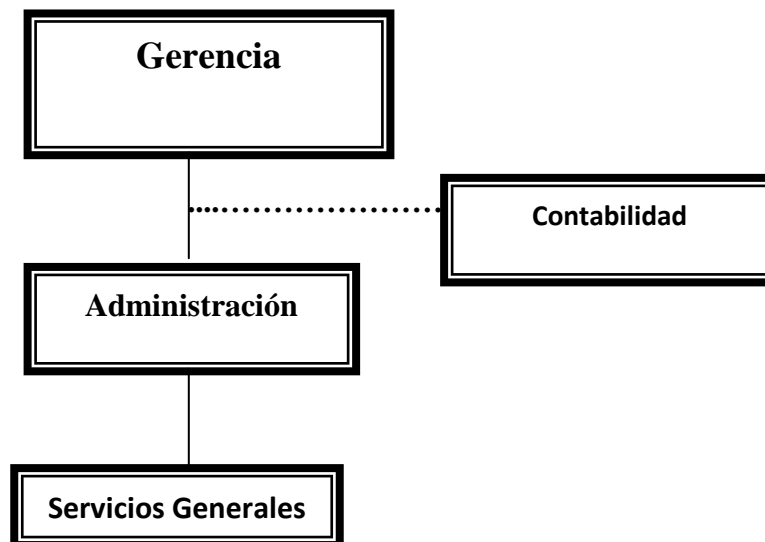 Gerencia
Contabilidad
Administración
Servicios Generales